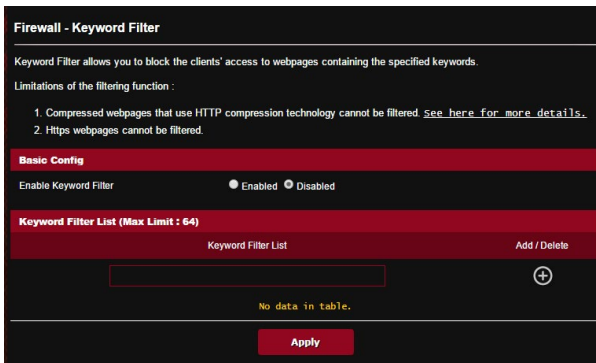 Firewall - Keyword Filter
Keyword Filter allows you to block the clients' access to webpages containing the specified keywords.
Limitations of the filtering function :
1. Compressed webpages that use HTTP compression technology cannot be filtered. See here for more details.
2. Https webpages cannot be filtered.
Basic Config
Enable Keyword Filter Enabled Disabled
Keyword Filter List (Max Limit : 64)
Keyword Filter List Add / Delete
No data in table.
Apply